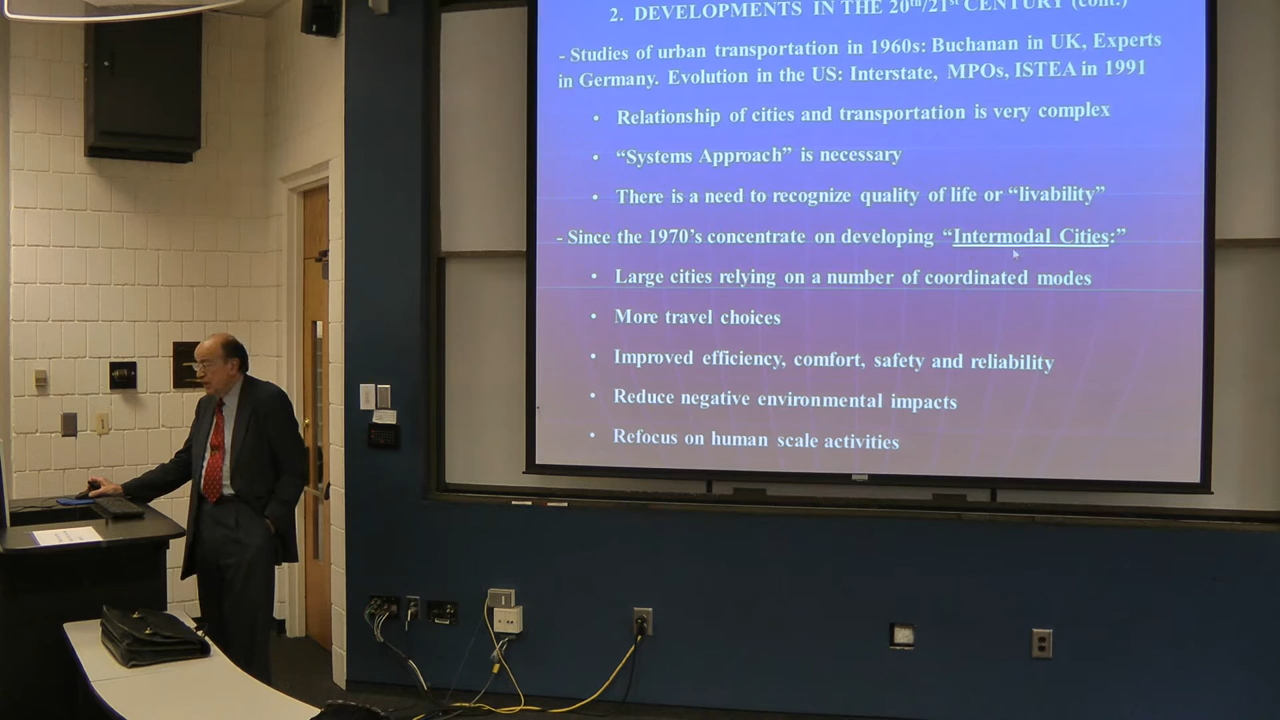 2. DEVELOPMENTS IN THE 20th/21st CENTURY (cont.)
- Studies of urban transportation in 1960s: Buchanan in UK, Experts
in Germany. Evolution in the US: Interstate, MPOs, ISTEA in 1991
• Relationship of cities and transportation is very complex
• “Systems Approach” is necessary
• There is a need to recognize quality of life or “livability”
- Since the 1970’s concentrate on developing “Intermodal Cities:”
• Large cities relying on a number of coordinated modes
• More travel choices
• Improved efficiency, comfort, safety and reliability
• Reduce negative environmental impacts
• Refocus on human scale activities